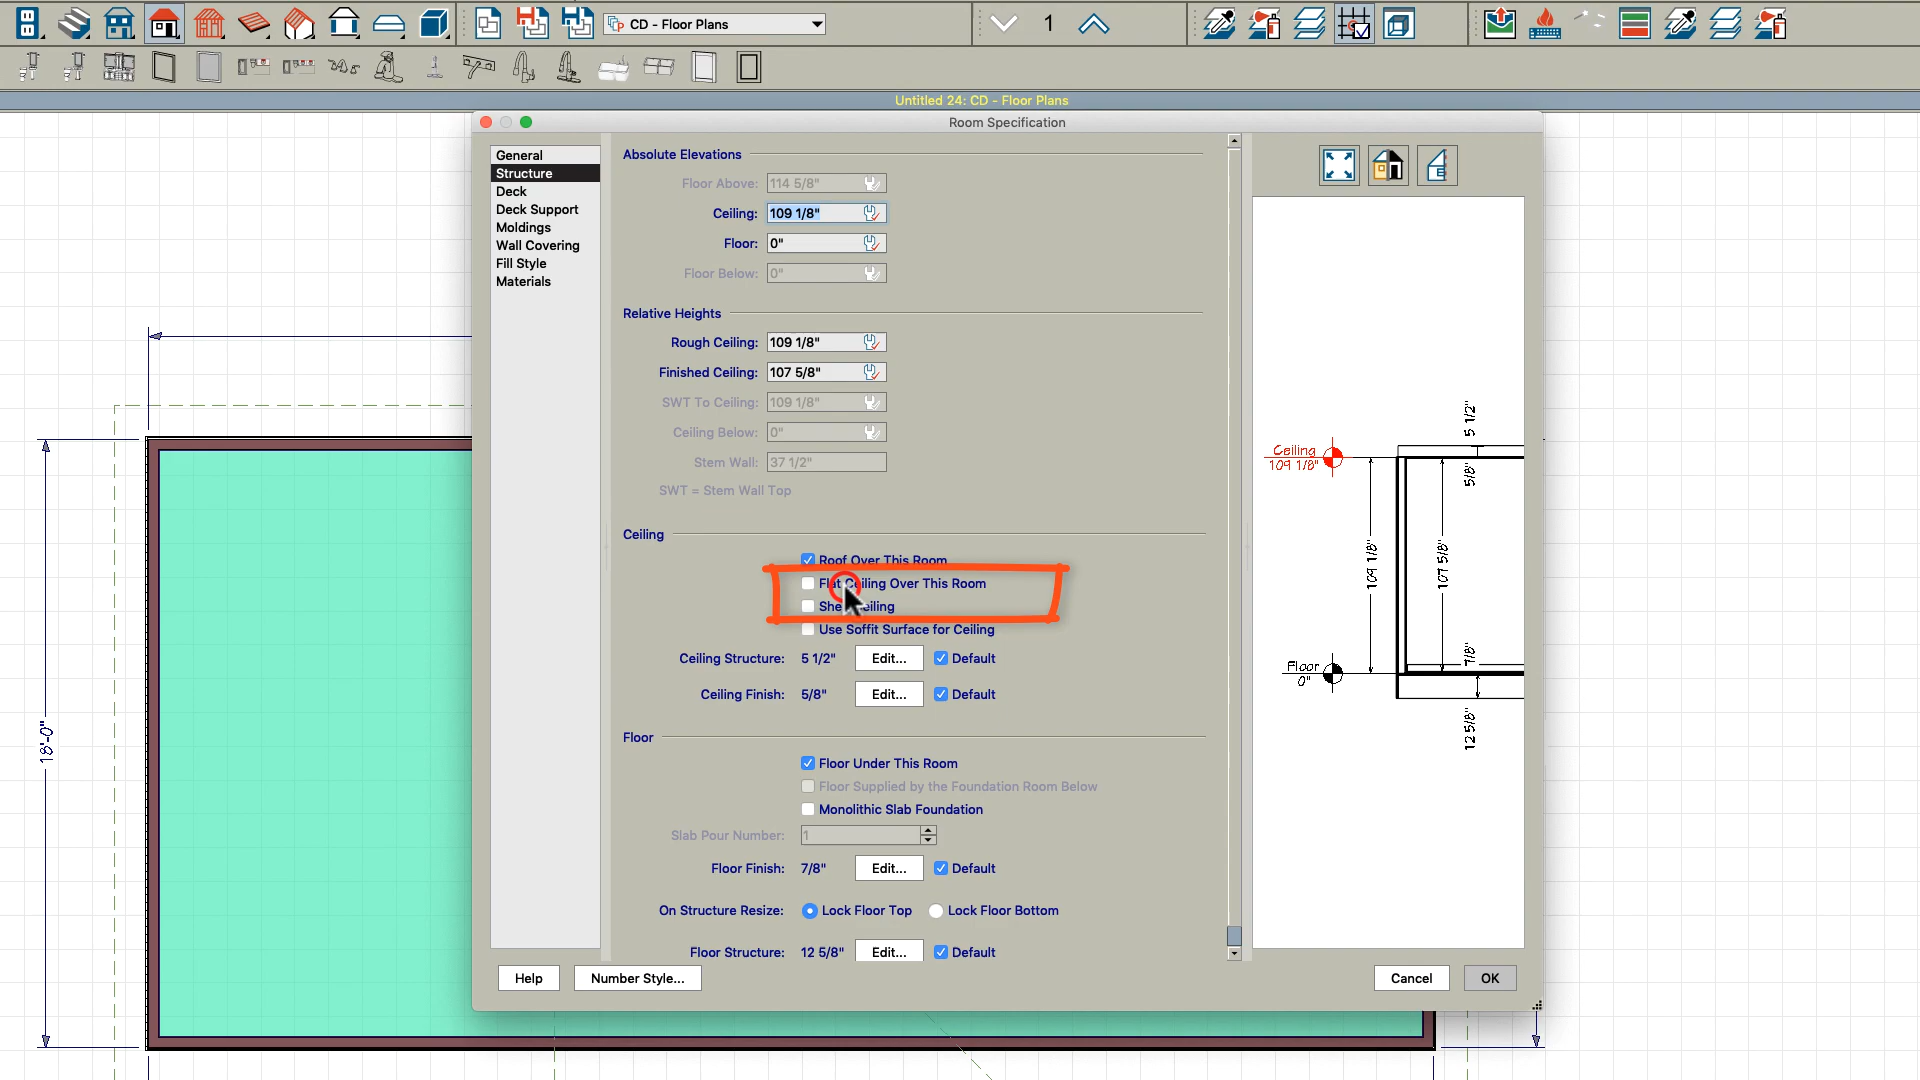 CD - Floor Plans
1
Untitled 24: CD - Floor Plans
Room Specification
General
Structure
Deck
Deck Support
Moldings
Wall Covering
Fill Style
Materials
Absolute Elevations
Floor Above: 114 5/8"
Ceiling: 109 1/8"
Floor: 0"
Floor Below: 0"
Relative Heights
Rough Ceiling: 109 1/8"
Finished Ceiling: 107 5/8"
SWT To Ceiling: 109 1/8"
Ceiling Below: 0"
Stem Wall: 37 1/2"
SWT = Stem Wall Top
Ceiling
Roof Over This Room
Flat Ceiling Over This Room
Shelf Ceiling
Use Soffit Surface for Ceiling
Ceiling Structure: 5 1/2" Edit... Default
Ceiling Finish: 5/8" Edit... Default
Floor
Floor Under This Room
Floor Supplied by the Foundation Room Below
Monolithic Slab Foundation
Slab Pour Number: 1
Floor Finish: 7/8" Edit... Default
On Structure Resize: Lock Floor Top Lock Floor Bottom
Floor Structure: 12 5/8" Edit... Default
Help
Number Style...
Cancel
OK
Ceiling
109 1/8"
5 1/2"
5/8"
109 1/8"
107 5/8"
7/8"
Floor
0"
12 5/8"
18'-0"